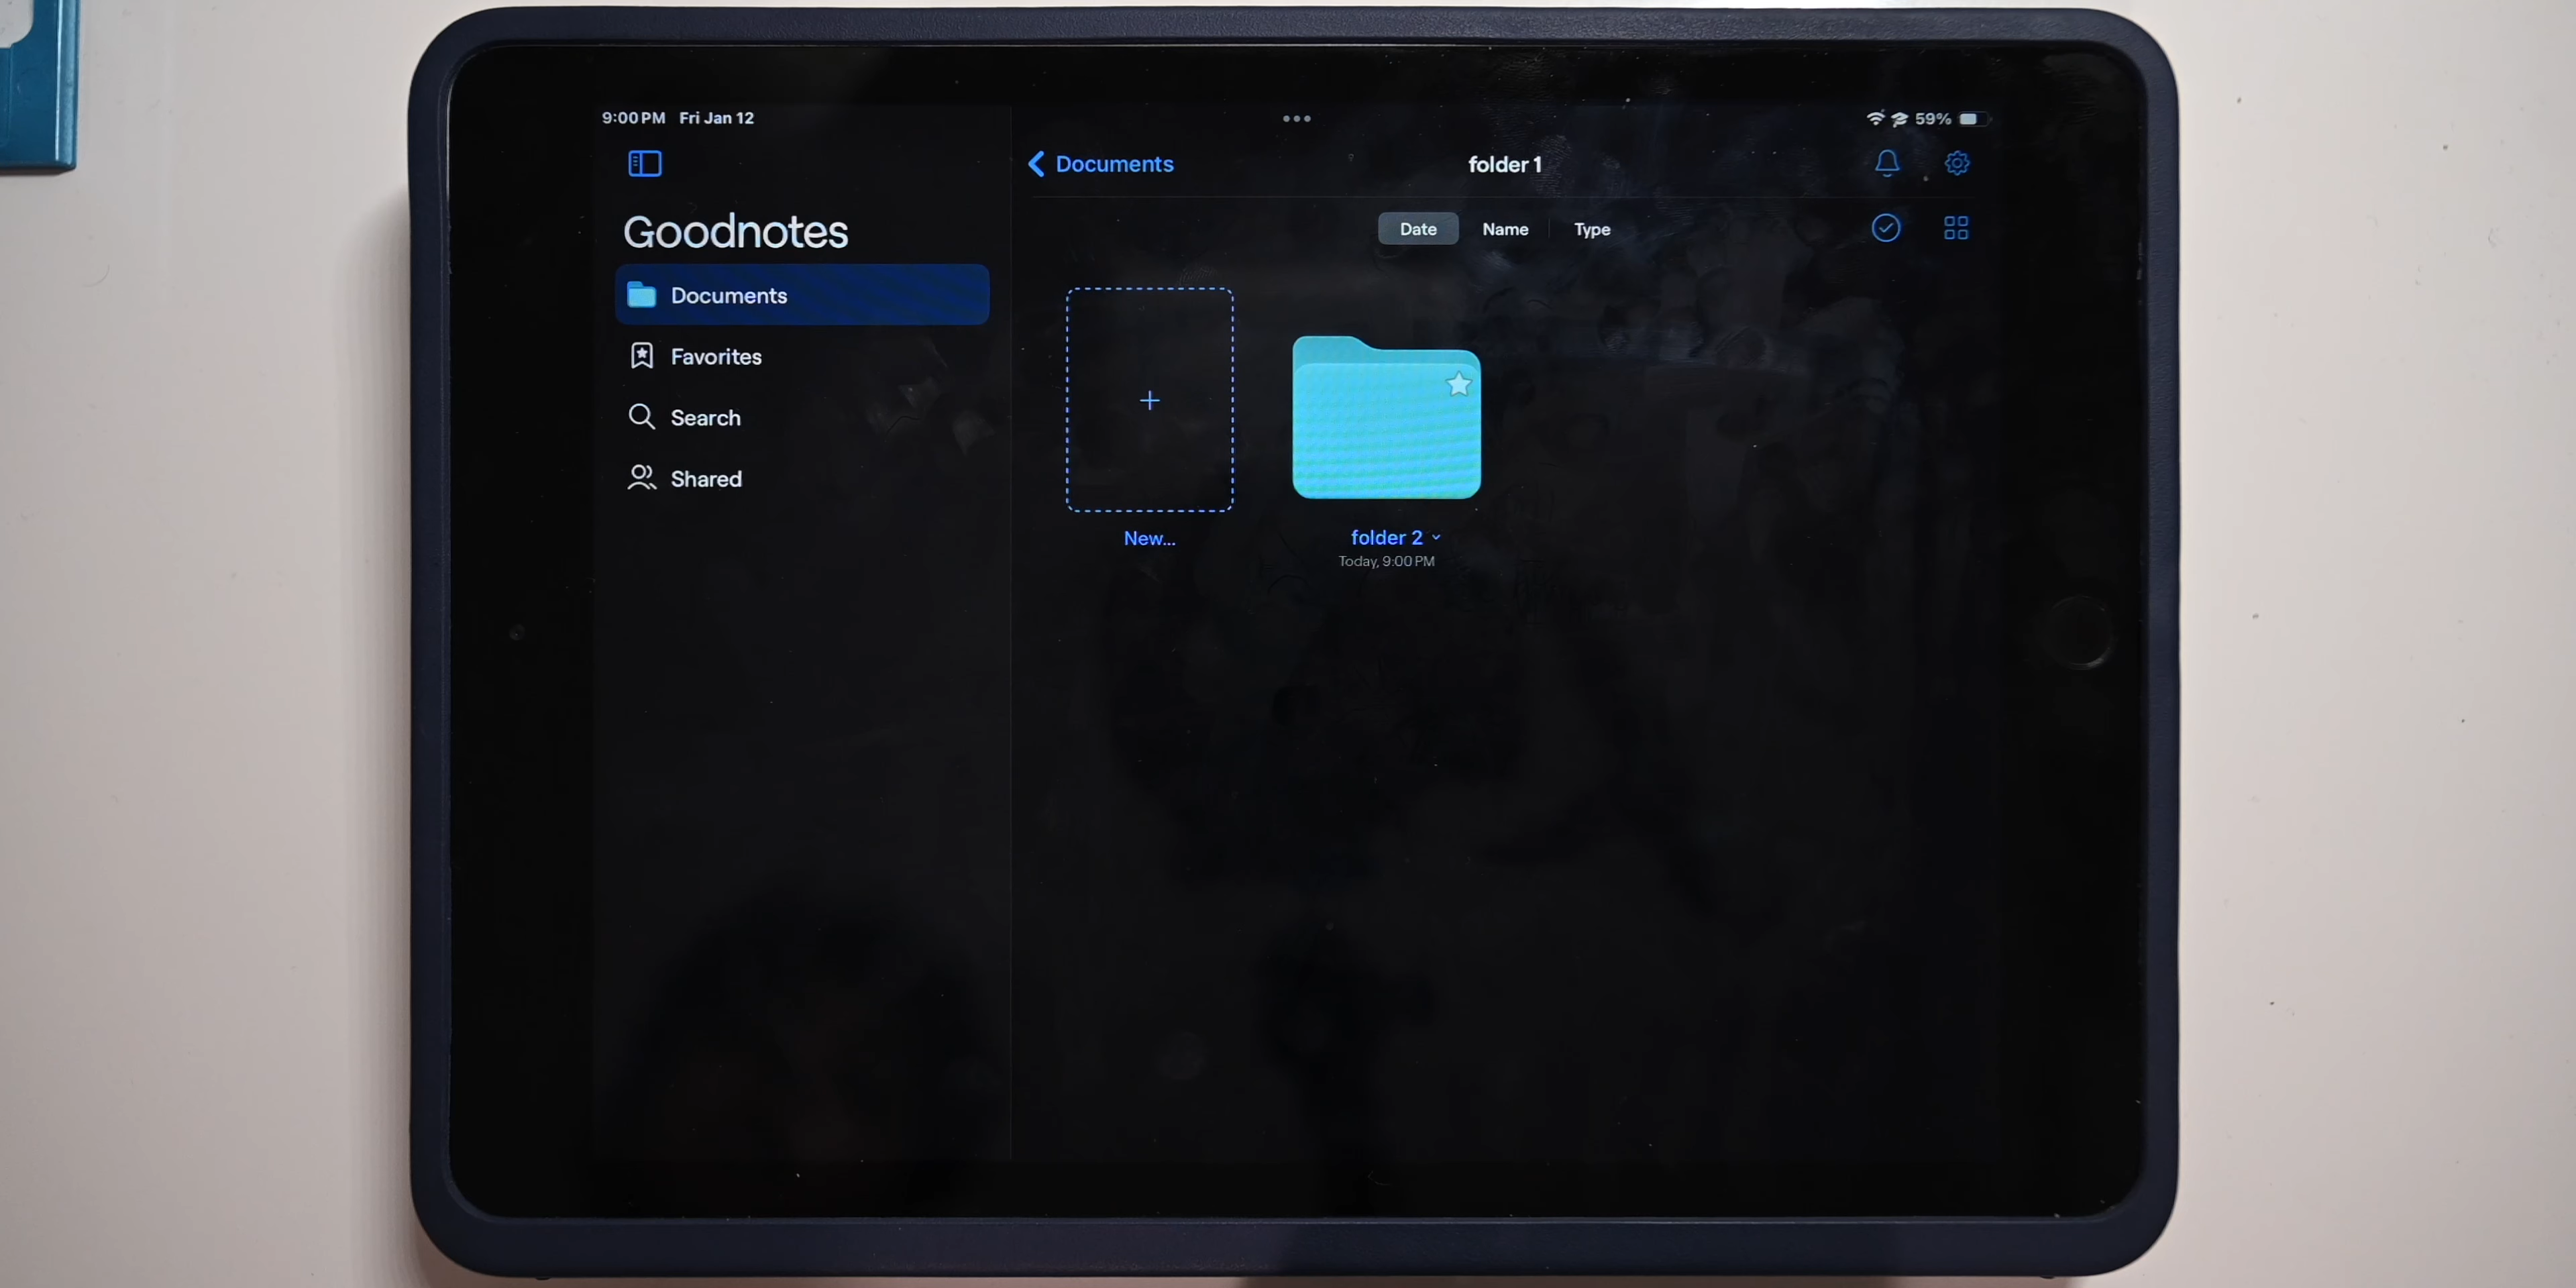 9:00 PM Fri Jan 12
59%
Goodnotes
Documents
Favorites
Search
Shared
Documents
folder 1
Date Name Type
New...
folder 2
Today, 9:00 PM